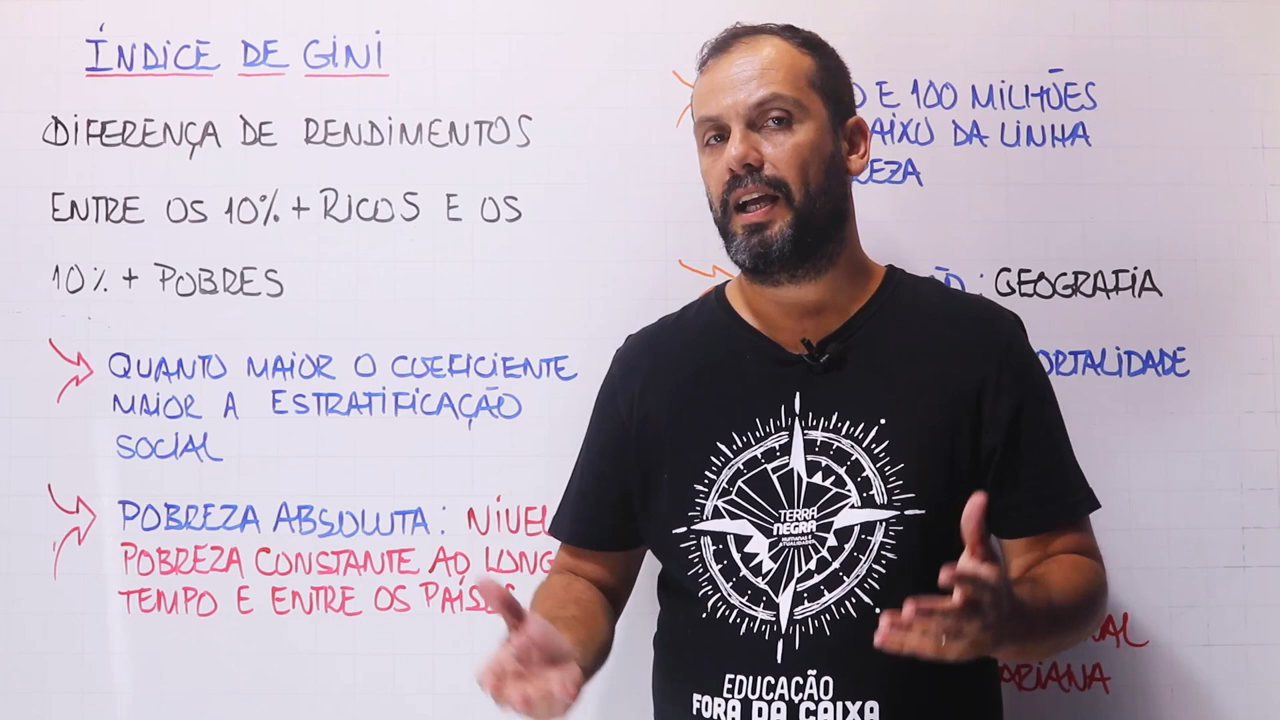 ÍNDICE DE GINI
DIFERENÇA DE RENDIMENTOS
ENTRE OS 10% + RICOS E OS
10% + POBRES
QUANTO MAIOR O COEFICIENTE
MAIOR A ESTRATIFICAÇÃO
SOCIAL
POBREZA ABSOLUTA: NÍVEL
POBREZA CONSTANTE AO LONG
TEMPO E ENTRE OS PAÍSES
E 100 MILHÕES
AIXO DA LINHA
EZA
: GEOGRAFIA
ORTALIDADE
AL
ARIANA
TERRA
NEGRA
HUMANAS E
ATUALIDADES
EDUCAÇÃO
FORA DA CAIXA